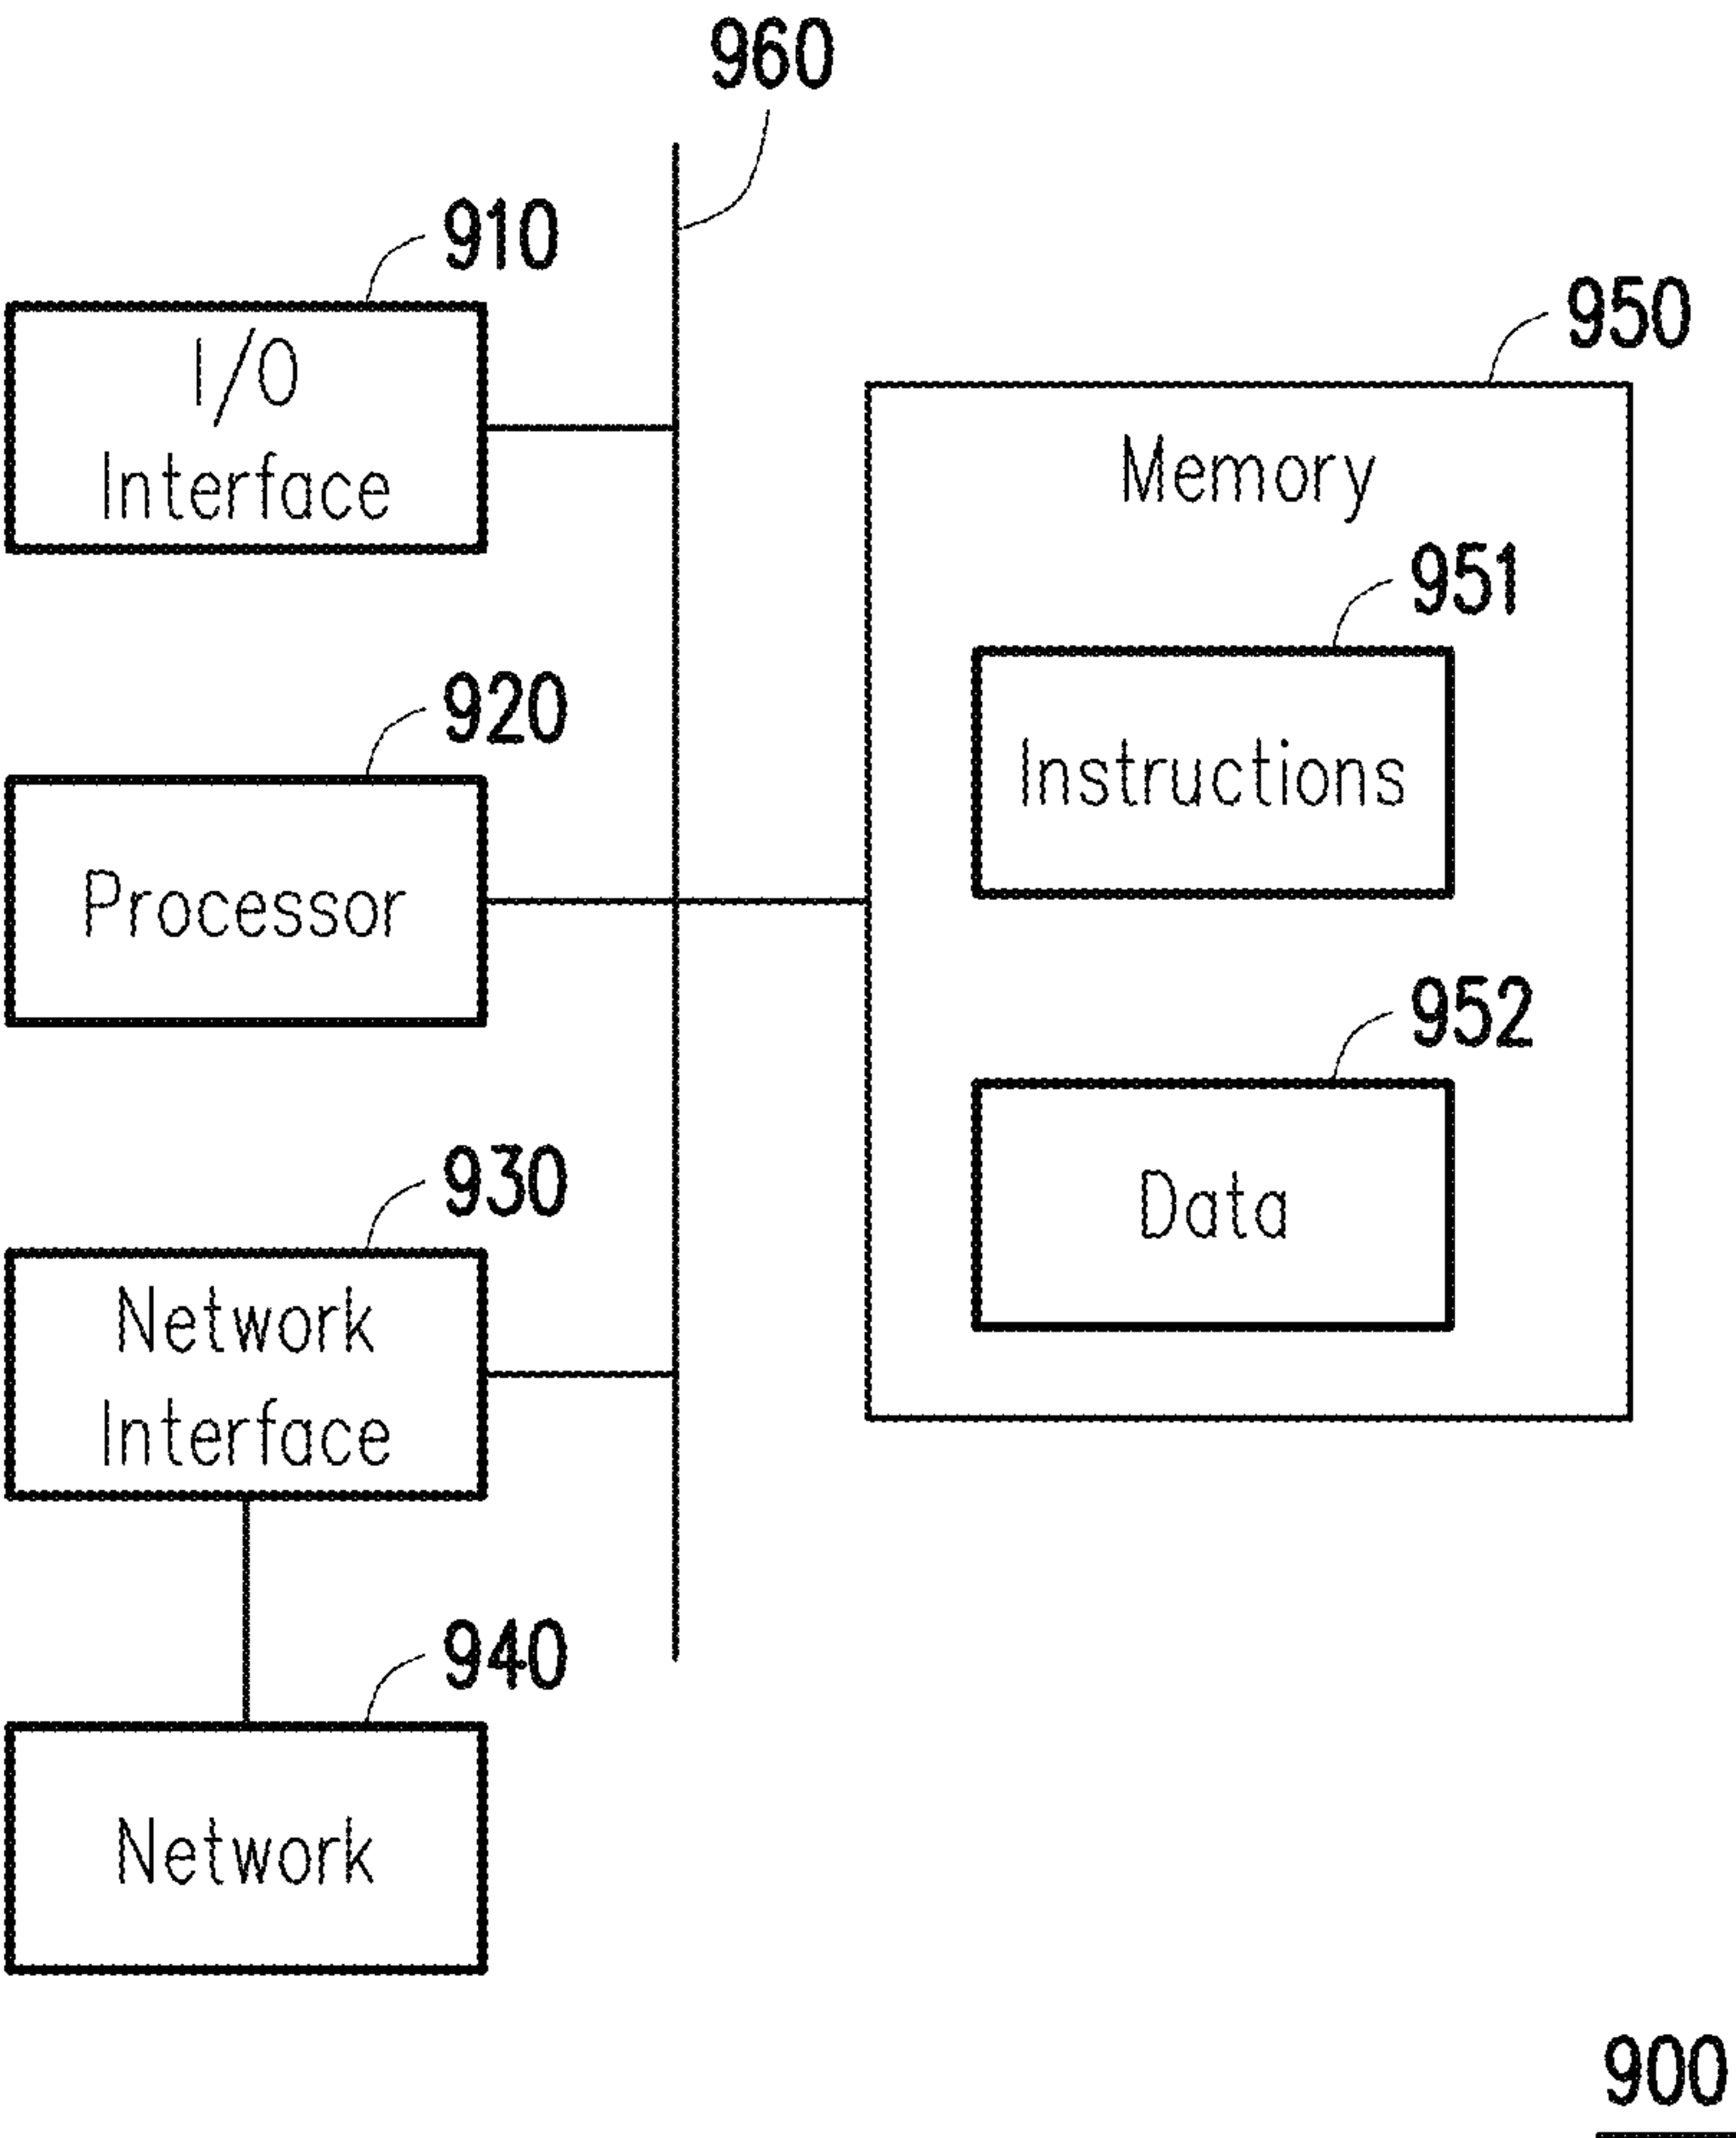 960
910
I/O
Interface
950
Memory
951
Instructions
920
Processor
952
Data
930
Network
Interface
940
Network
900